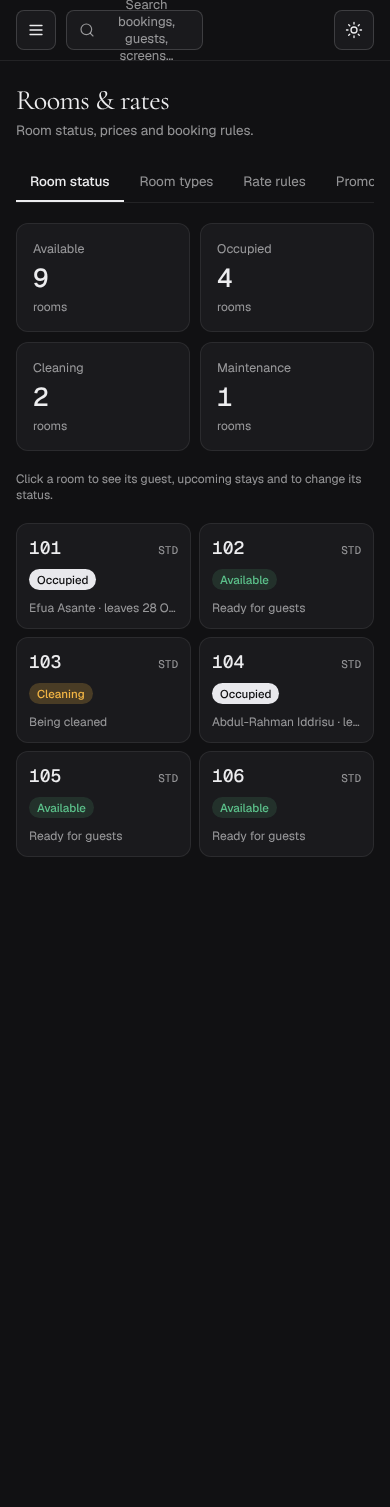 Search
bookings,
guests,
screens...
Rooms & rates
Room status, prices and booking rules.
Room status Room types Rate rules Promo
Available Occupied
9 4
rooms rooms
Cleaning Maintenance
2 1
rooms rooms
Click a room to see its guest, upcoming stays and to change its
status.
101 STD 102 STD
Occupied Available
Efua Asante · leaves 28 O... Ready for guests
103 STD 104 STD
Cleaning Occupied
Being cleaned Abdul-Rahman Iddrisu · le...
105 STD 106 STD
Available Available
Ready for guests Ready for guests